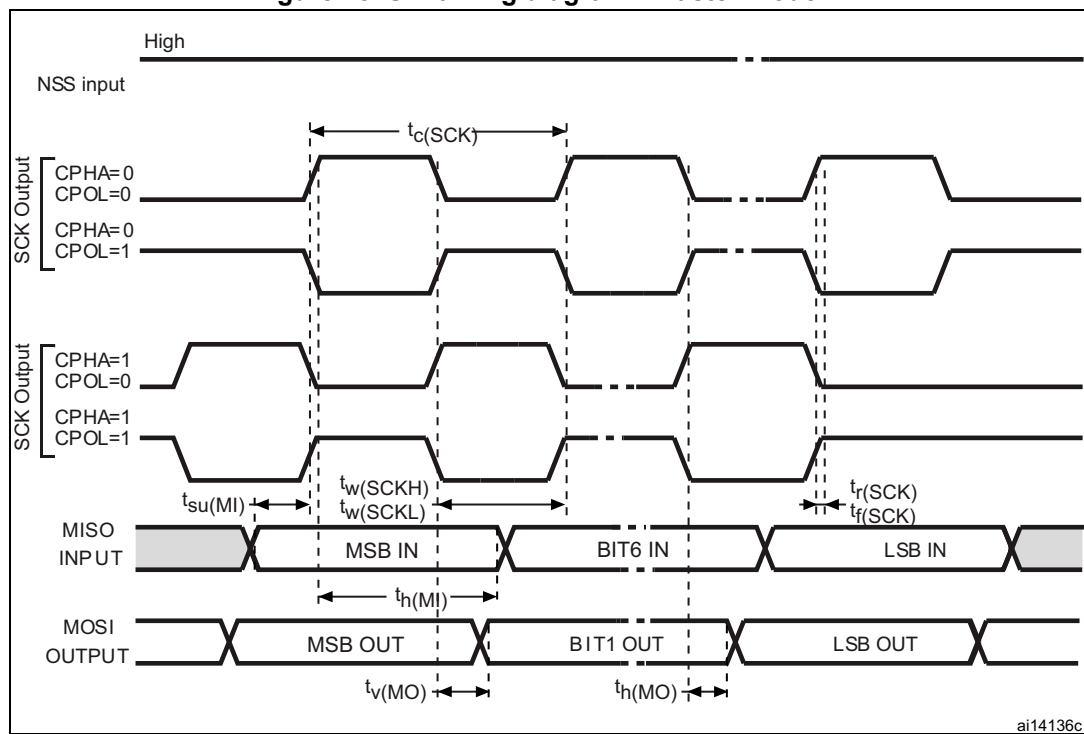 High
NSS input
tc(SCK)
SCK Output
CPHA=0
CPOL=0
CPHA=0
CPOL=1
SCK Output
CPHA=1
CPOL=0
CPHA=1
CPOL=1
tsu(MI)
tw(SCKH)
tw(SCKL)
tr(SCK)
tf(SCK)
MISO
INPUT
MSB IN
BIT6 IN
LSB IN
th(MI)
MOSI
OUTPUT
MSB OUT
BIT1 OUT
LSB OUT
tv(MO)
th(MO)
ai14136c